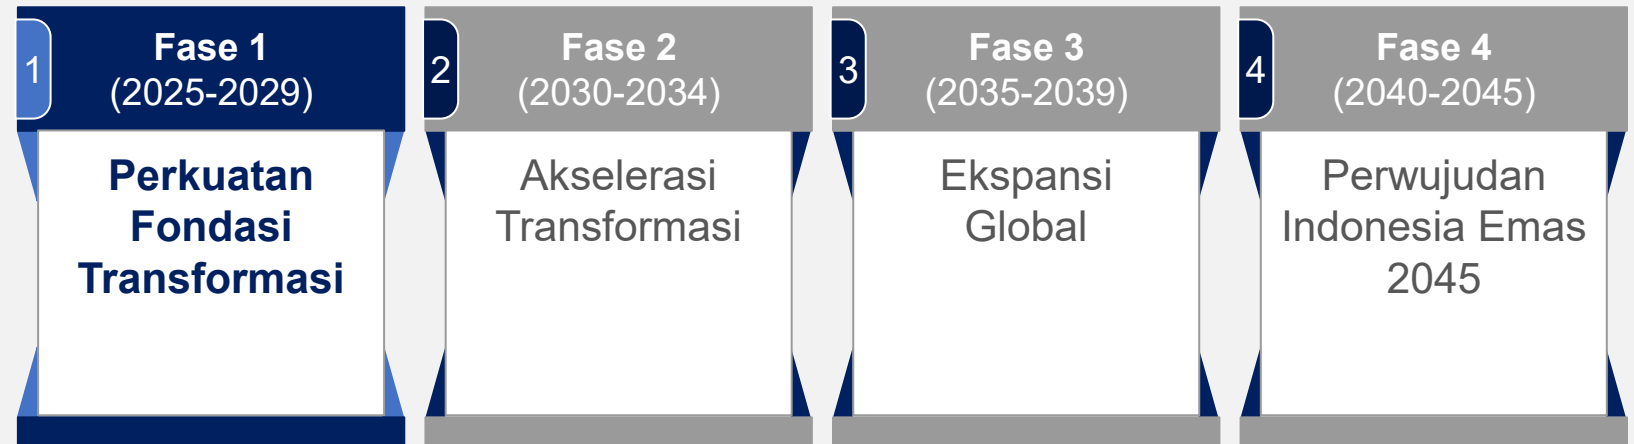 1
Fase 1
(2025-2029)
Perkuatan
Fondasi
Transformasi
2
Fase 2
(2030-2034)
Akselerasi
Transformasi
3
Fase 3
(2035-2039)
Ekspansi
Global
4
Fase 4
(2040-2045)
Perwujudan
Indonesia Emas
2045